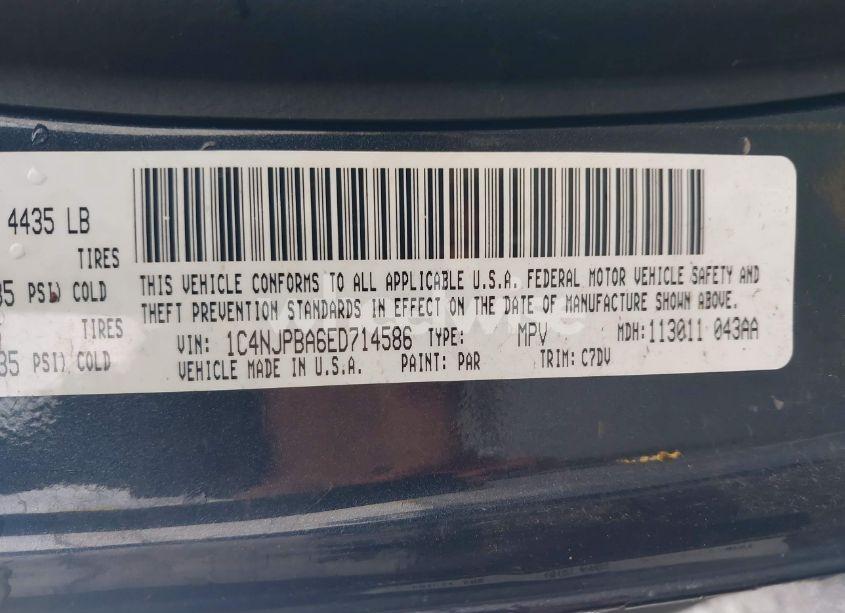 4435 LB
TIRES
35 PSI) COLD
TIRES
35 PSI) COLD
THIS VEHICLE CONFORMS TO ALL APPLICABLE U.S.A. FEDERAL MOTOR VEHICLE SAFETY AND
THEFT PREVENTION STANDARDS IN EFFECT ON THE DATE OF MANUFACTURE SHOWN ABOVE.
VIN: 1C4NJPBA6ED714586 TYPE: MPV MDH: 113011 043AA
VEHICLE MADE IN U.S.A. PAINT: PAR TRIM: C7DV